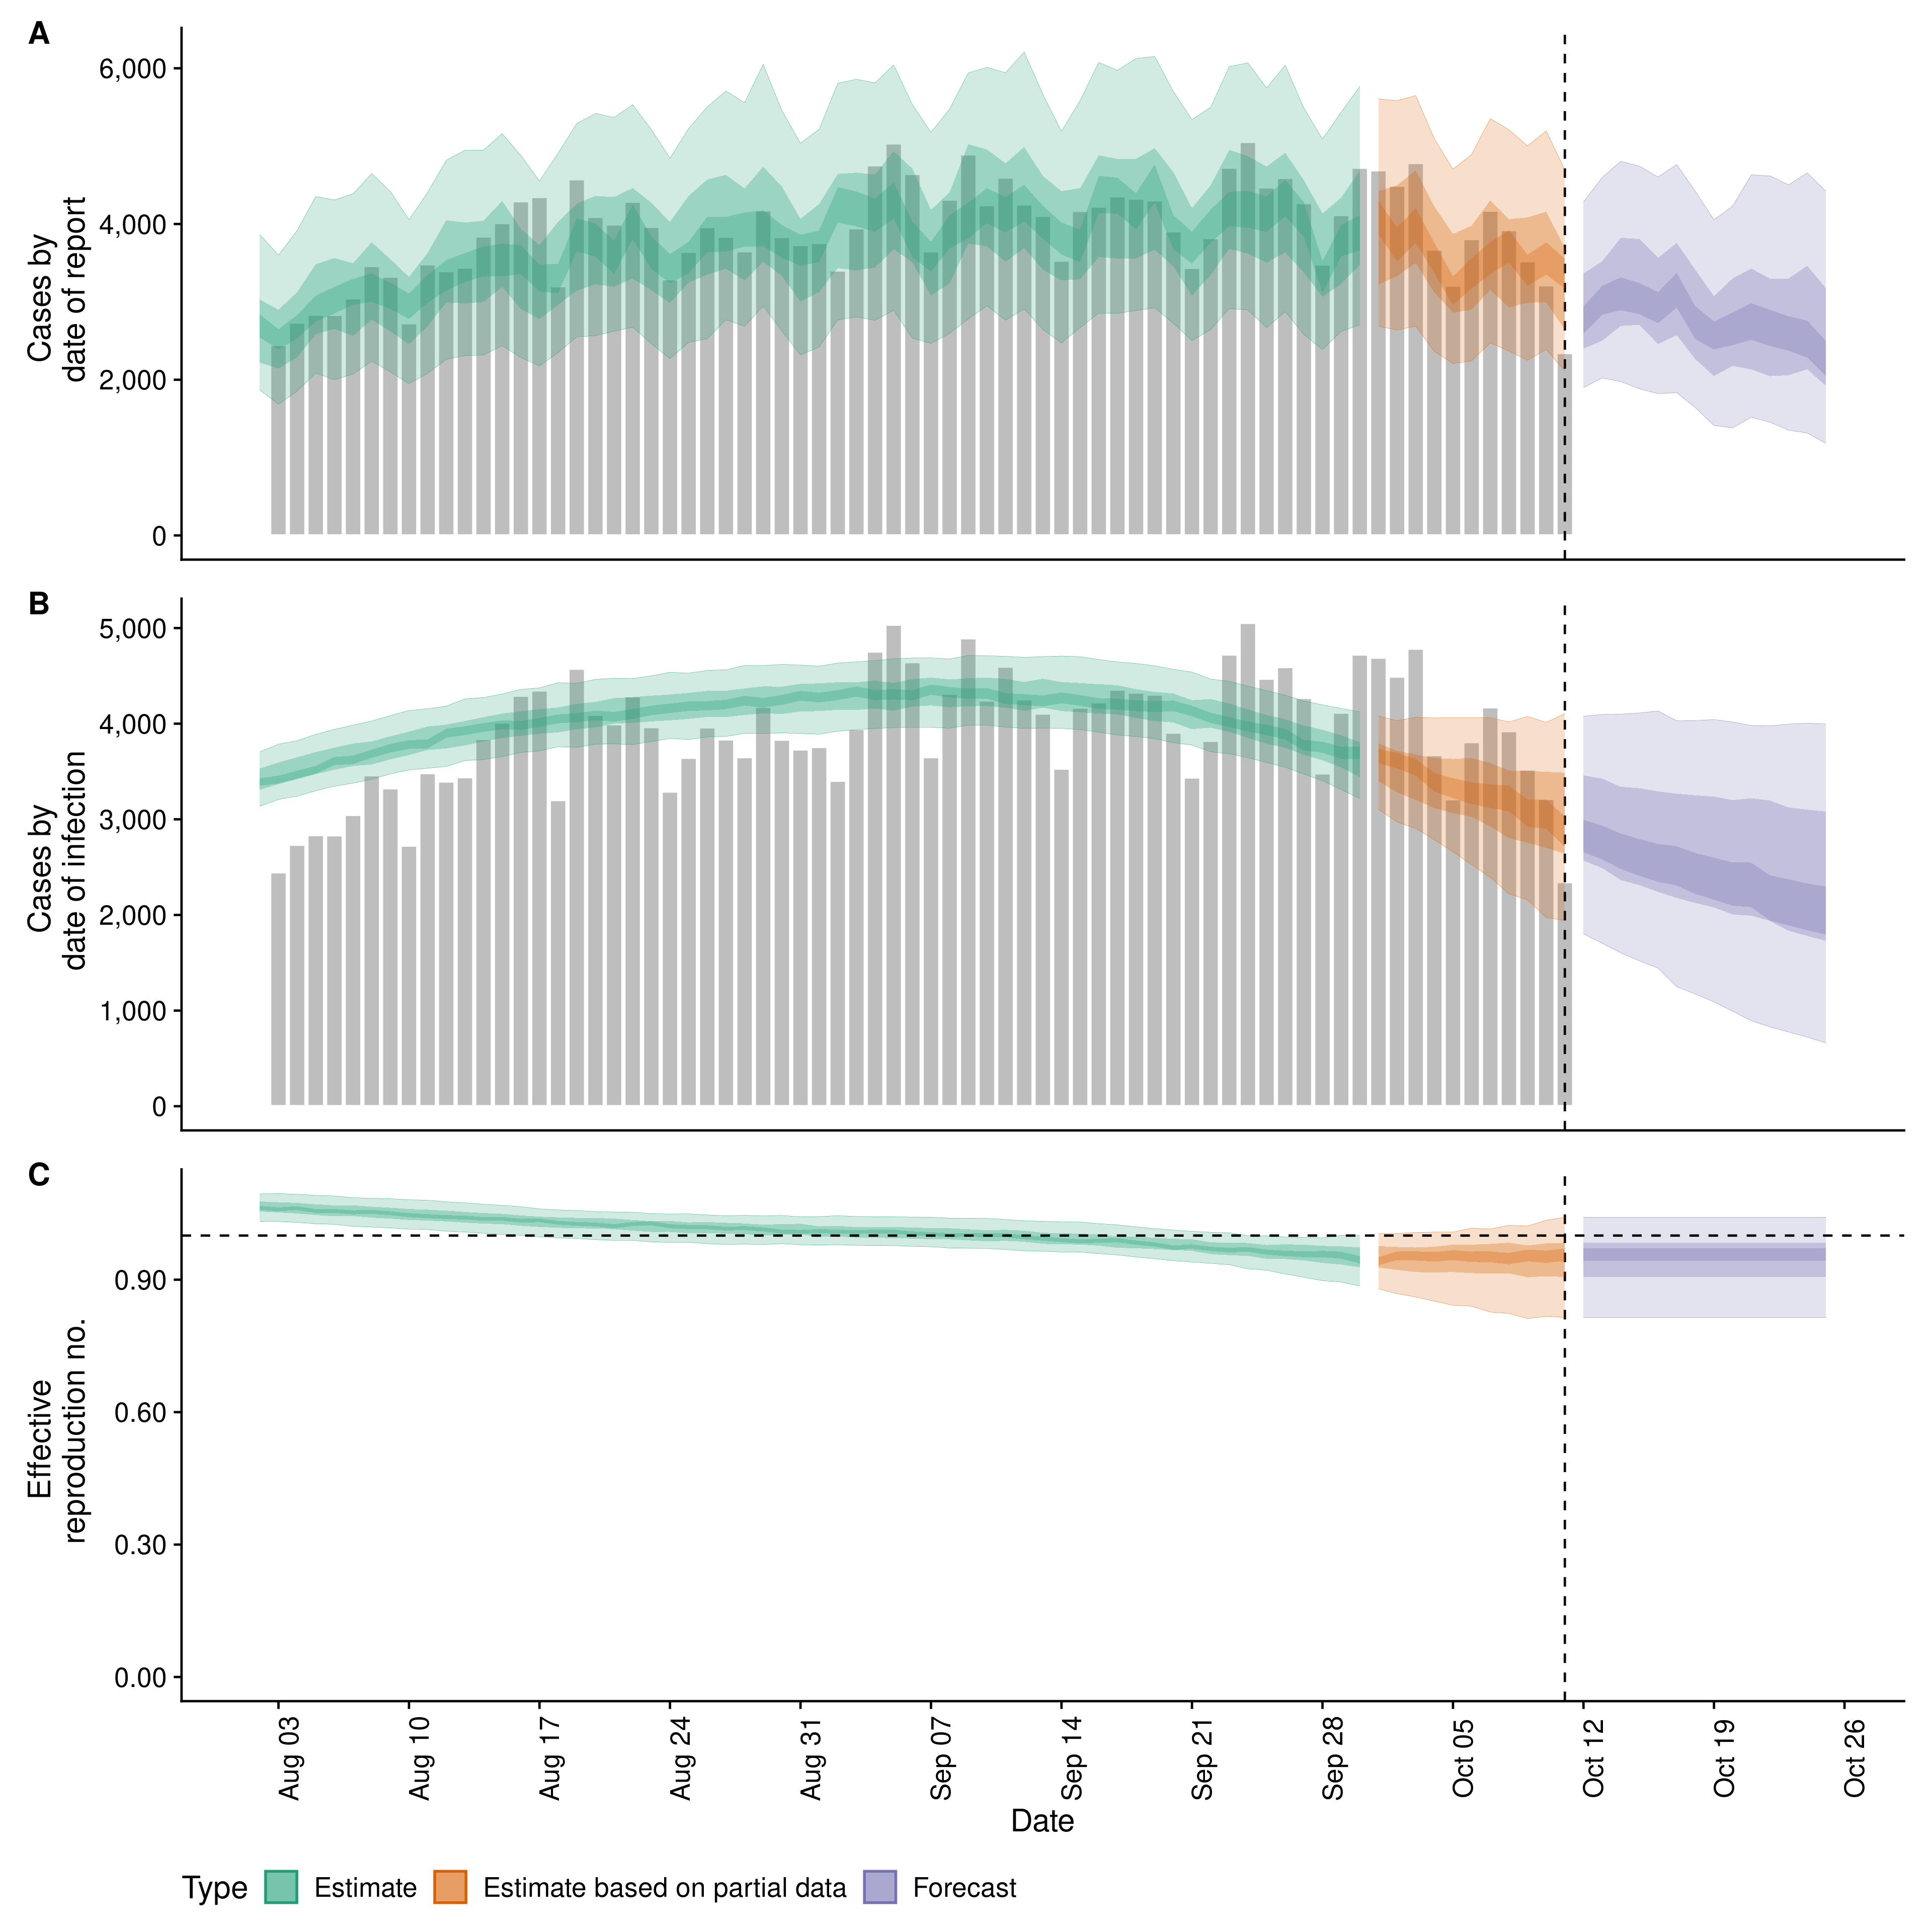 A
Cases by
date of report
6,000
4,000
2,000
0
B
Cases by
date of infection
5,000
4,000
3,000
2,000
1,000
0
C
Effective
reproduction no.
0.90
0.60
0.30
0.00
Aug 03
Aug 10
Aug 17
Aug 24
Aug 31
Sep 07
Sep 14
Sep 21
Sep 28
Oct 05
Oct 12
Oct 19
Oct 26
Date
Type Estimate Estimate based on partial data Forecast